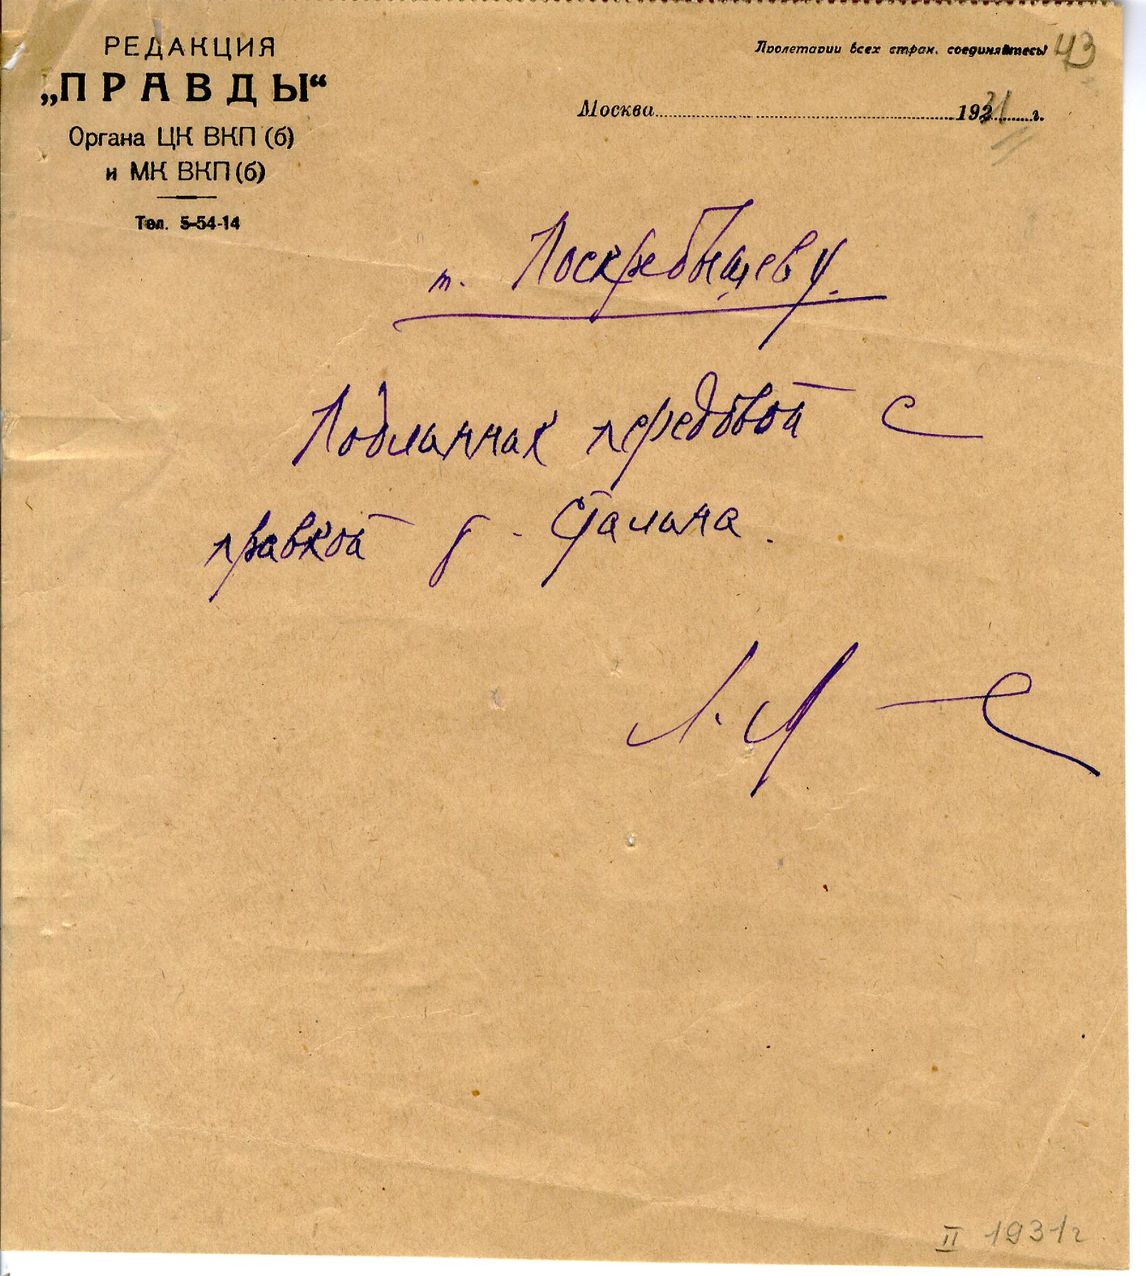 РЕДАКЦИЯ
„ПРАВДЫ“
Органа ЦК ВКП (б)
и МК ВКП (б)
Тел. 5-54-14
Пролетарии всех стран, соединяйтесь!
43
Москва 1931 г.
т. Поскребышеву.
Подлинник передовой с
правкой т. Сталина.
Л. М
II 1931 г